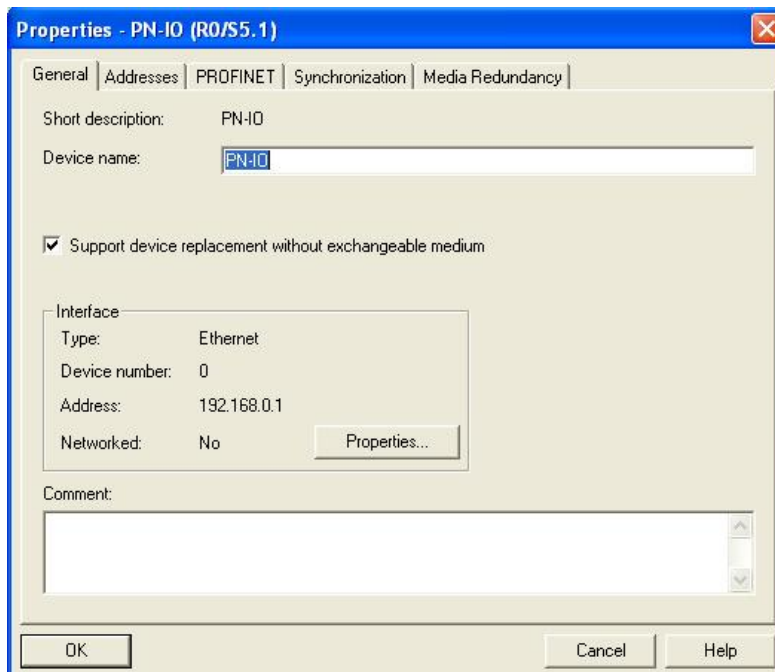 Properties - PN-IO (R0/S5.1)
General Addresses PROFINET Synchronization Media Redundancy
Short description: PN-IO
Device name: PN-IO
Support device replacement without exchangeable medium
Interface
Type: Ethernet
Device number: 0
Address: 192.168.0.1
Networked: No Properties...
Comment:
OK Cancel Help